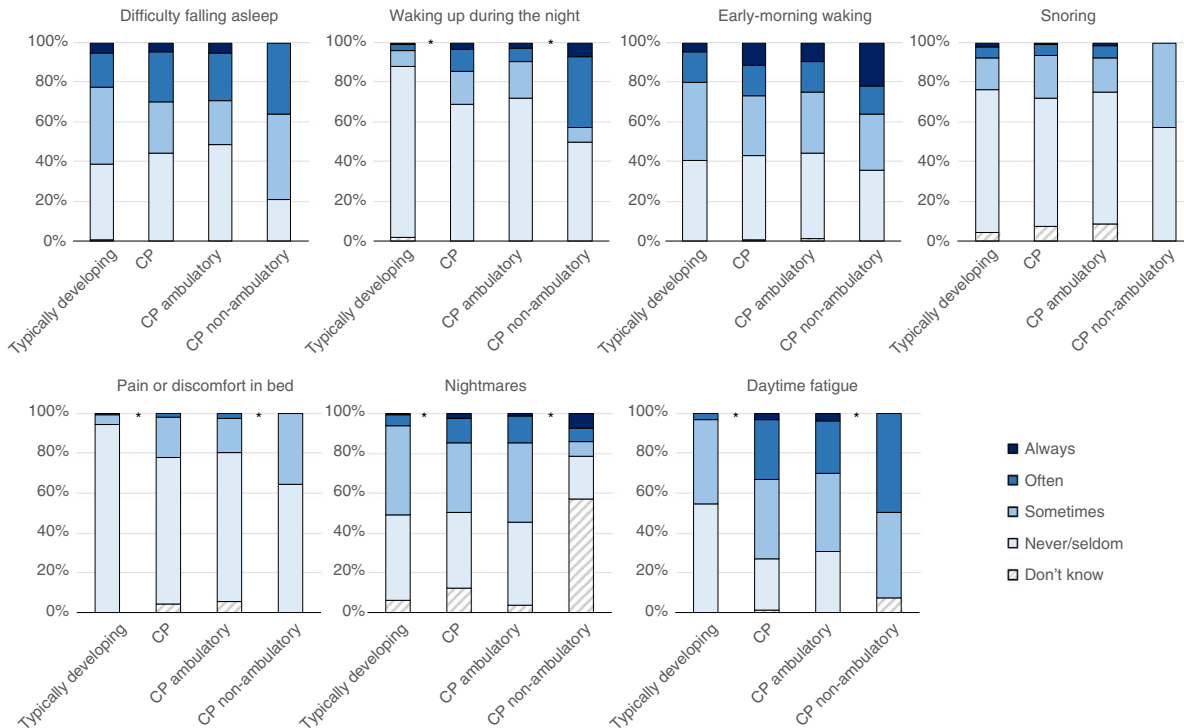 Difficulty falling asleep
100%
80%
60%
40%
20%
0%
Typically developing
CP
CP ambulatory
CP non-ambulatory
Waking up during the night
100%
80%
60%
40%
20%
0%
* *
Typically developing
CP
CP ambulatory
CP non-ambulatory
Early-morning waking
100%
80%
60%
40%
20%
0%
Typically developing
CP
CP ambulatory
CP non-ambulatory
Snoring
100%
80%
60%
40%
20%
0%
Typically developing
CP
CP ambulatory
CP non-ambulatory
Pain or discomfort in bed
100%
80%
60%
40%
20%
0%
* *
Typically developing
CP
CP ambulatory
CP non-ambulatory
Nightmares
100%
80%
60%
40%
20%
0%
* *
Typically developing
CP
CP ambulatory
CP non-ambulatory
Daytime fatigue
100%
80%
60%
40%
20%
0%
* *
Typically developing
CP
CP ambulatory
CP non-ambulatory
Always
Often
Sometimes
Never/seldom
Don't know